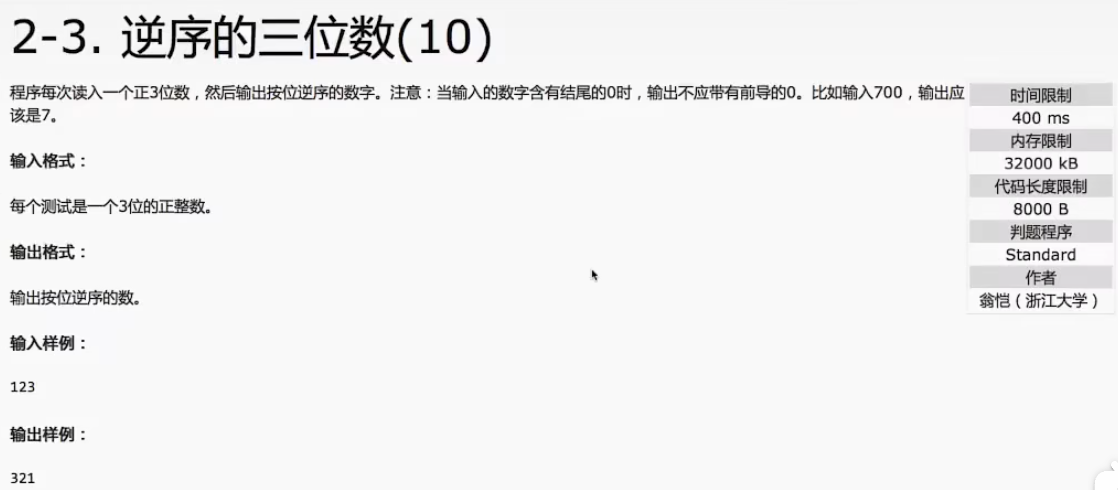 2-3. 逆序的三位数(10)
程序每次读入一个正3位数，然后输出按位逆序的数字。注意：当输入的数字含有结尾的0时，输出不应带有前导的0。比如输入700，输出应
该是7。
输入格式：
每个测试是一个3位的正整数。
输出格式：
输出按位逆序的数。
输入样例：
123
输出样例：
321
时间限制
400 ms
内存限制
32000 kB
代码长度限制
8000 B
判题程序
Standard
作者
翁恺（浙江大学）